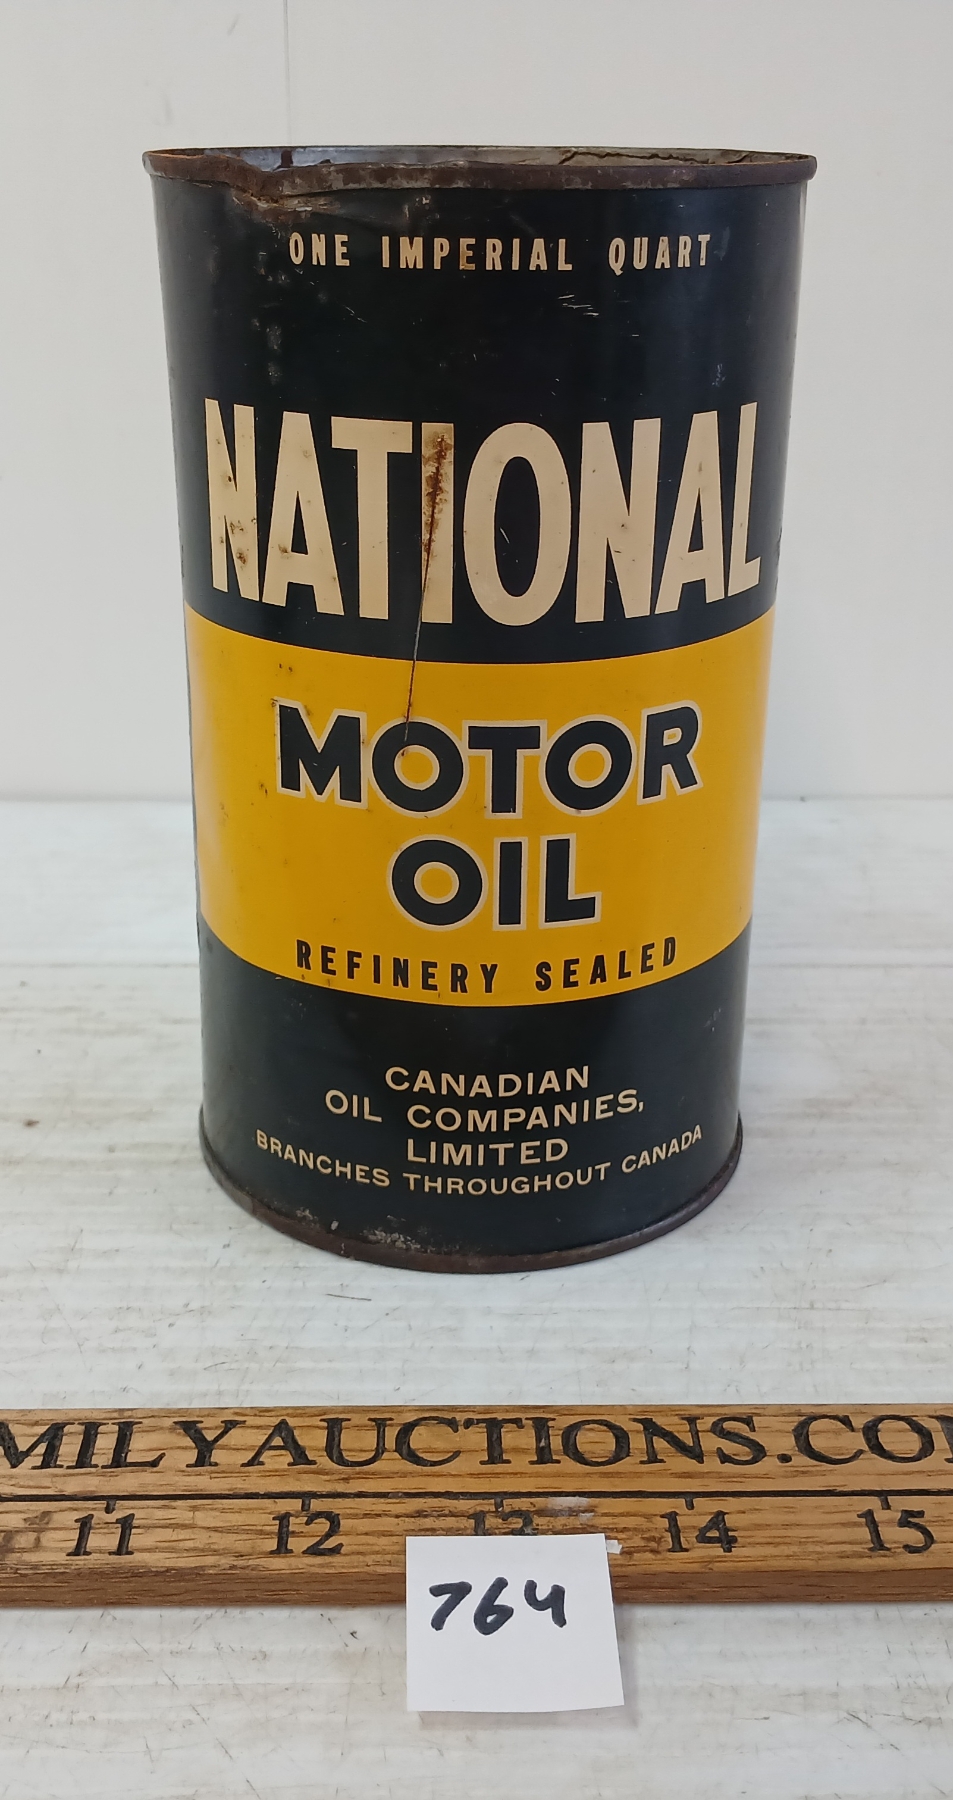 ONE IMPERIAL QUART
NATIONAL
MOTOR
OIL
REFINERY SEALED
CANADIAN
OIL COMPANIES,
LIMITED
BRANCHES THROUGHOUT CANADA
MILYAUCTIONS.CO
11 12 13 14 15
764